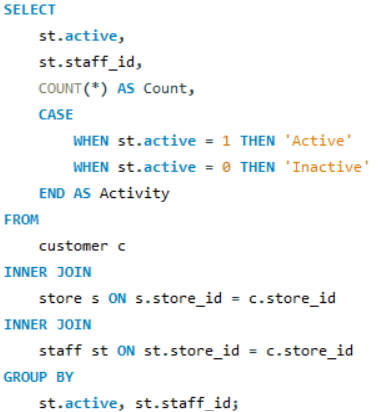 SELECT
st.active,
st.staff_id,
COUNT(*) AS Count,
CASE
WHEN st.active = 1 THEN 'Active'
WHEN st.active = 0 THEN 'Inactive'
END AS Activity
FROM
customer c
INNER JOIN
store s ON s.store_id = c.store_id
INNER JOIN
staff st ON st.store_id = c.store_id
GROUP BY
st.active, st.staff_id;